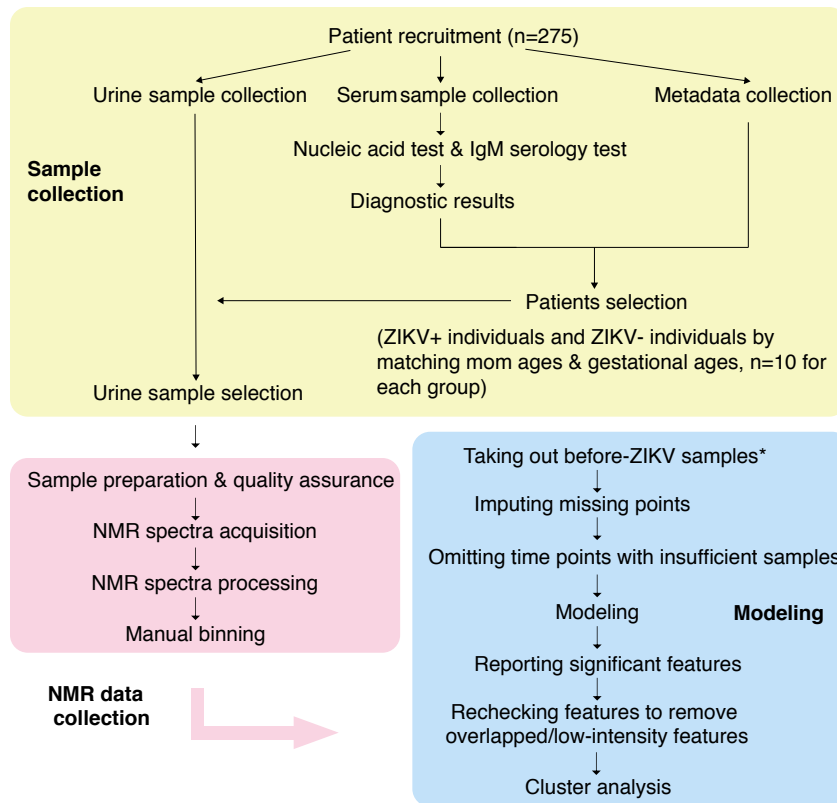 Patient recruitment (n=275)
Urine sample collection
Serum sample collection
Metadata collection
Nucleic acid test & IgM serology test
Sample
collection
Diagnostic results
Patients selection
(ZIKV+ individuals and ZIKV- individuals by
matching mom ages & gestational ages, n=10 for
each group)
Urine sample selection
Sample preparation & quality assurance
NMR spectra acquisition
NMR spectra processing
Manual binning
NMR data
collection
Taking out before-ZIKV samples*
Imputing missing points
Omitting time points with insufficient samples
Modeling
Modeling
Reporting significant features
Rechecking features to remove
overlapped/low-intensity features
Cluster analysis